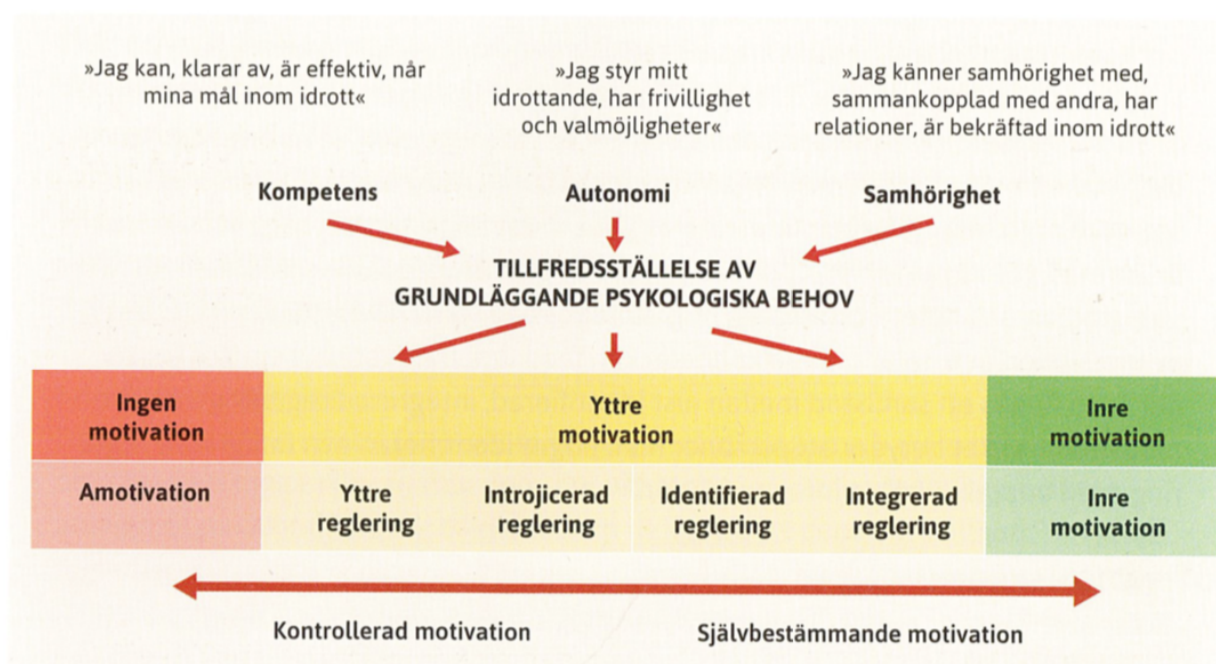 »Jag kan, klarar av, är effektiv, når
mina mål inom idrott«
»Jag styr mitt
idrottande, har frivillighet
och valmöjligheter«
»Jag känner samhörighet med,
sammankopplad med andra, har
relationer, är bekräftad inom idrott«
Kompetens
Autonomi
Samhörighet
TILLFREDSSTÄLLELSE AV
GRUNDLÄGGANDE PSYKOLOGISKA BEHOV
Ingen
motivation
Yttre
motivation
Inre
motivation
Amotivation
Yttre
reglering
Introjicerad
reglering
Identifierad
reglering
Integrerad
reglering
Inre
motivation
Kontrollerad motivation
Självbestämmande motivation